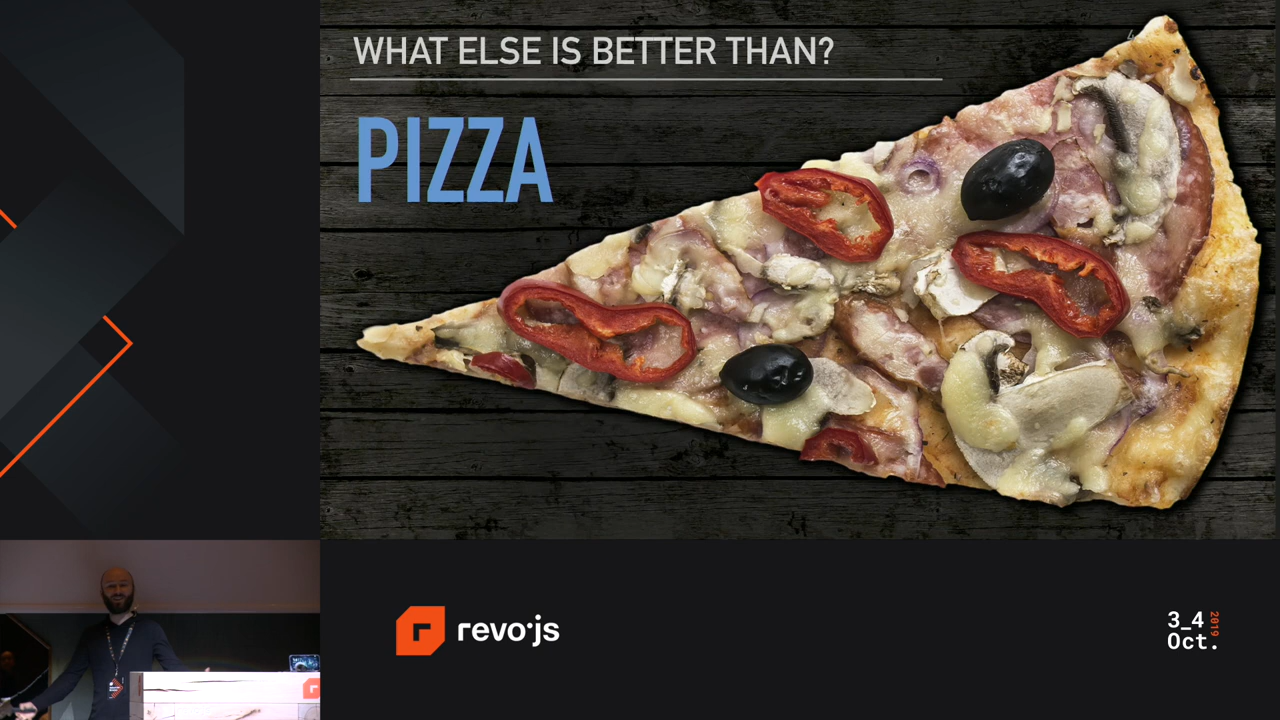 WHAT ELSE IS BETTER THAN?
PIZZA
revo·js
3_4
Oct.
2019